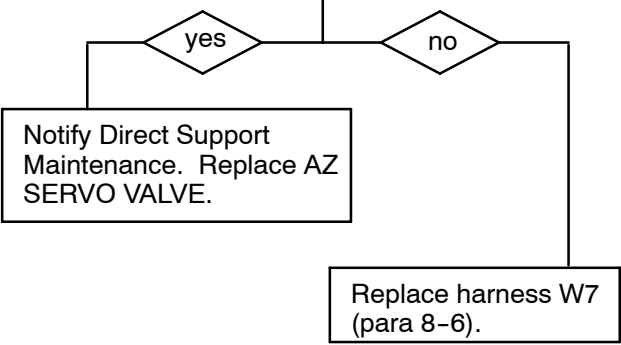 yes
no
Notify Direct Support
Maintenance.  Replace AZ
SERVO VALVE.
Replace harness W7
(para 8-6).